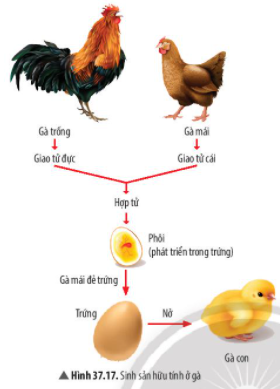 Gà trống
Gà mái
Giao tử đực
Giao tử cái
Hợp tử
Phôi
(phát triển trong trứng)
Gà mái đẻ trứng
Trứng
Nở
Gà con
▲ Hình 37.17. Sinh sản hữu tính ở gà